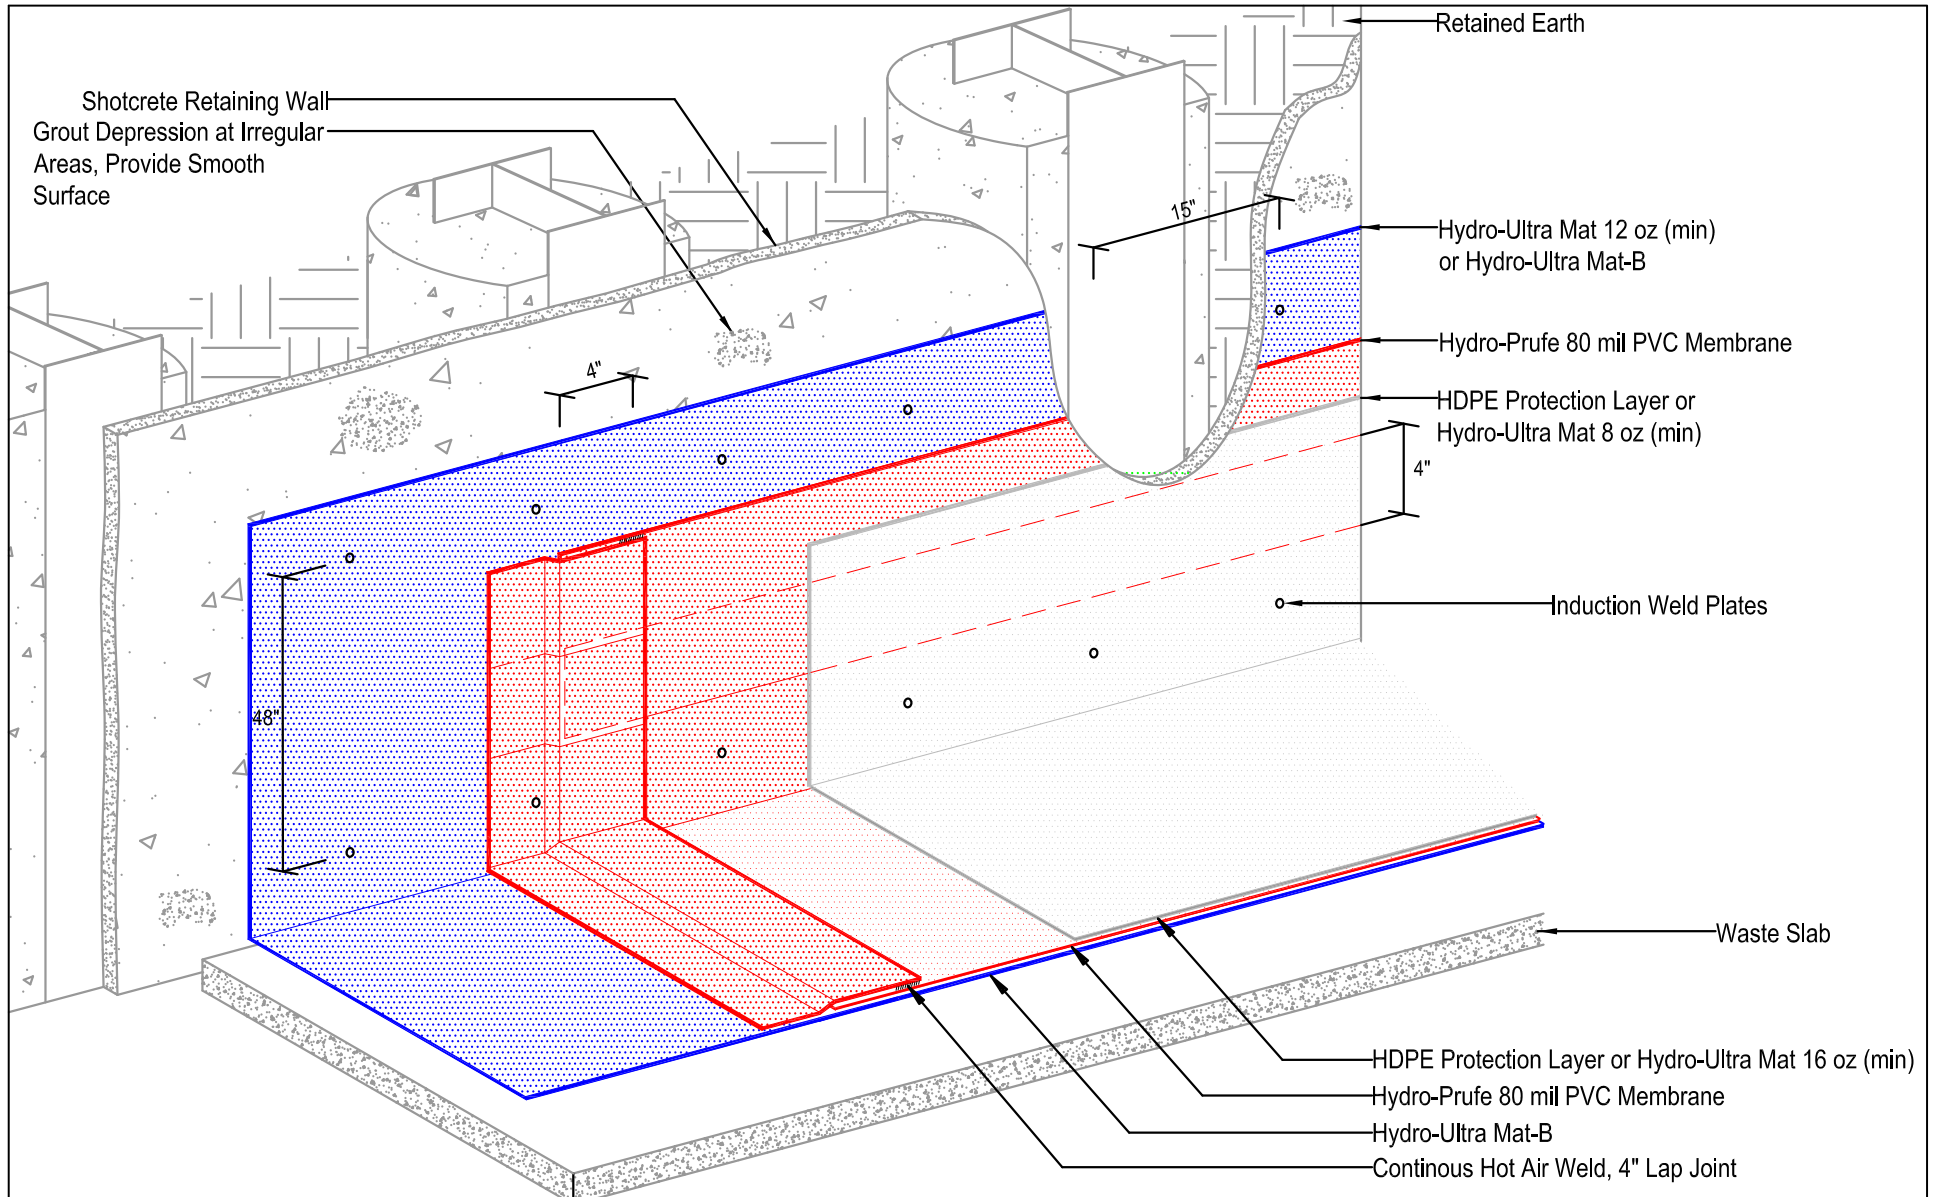 Retained Earth
Shotcrete Retaining Wall
Grout Depression at Irregular
Areas, Provide Smooth
Surface
15"
Hydro-Ultra Mat 12 oz (min)
or Hydro-Ultra Mat-B
Hydro-Prufe 80 mil PVC Membrane
4"
HDPE Protection Layer or
Hydro-Ultra Mat 8 oz (min)
4"
Induction Weld Plates
48"
Waste Slab
HDPE Protection Layer or Hydro-Ultra Mat 16 oz (min)
Hydro-Prufe 80 mil PVC Membrane
Hydro-Ultra Mat-B
Continous Hot Air Weld, 4" Lap Joint